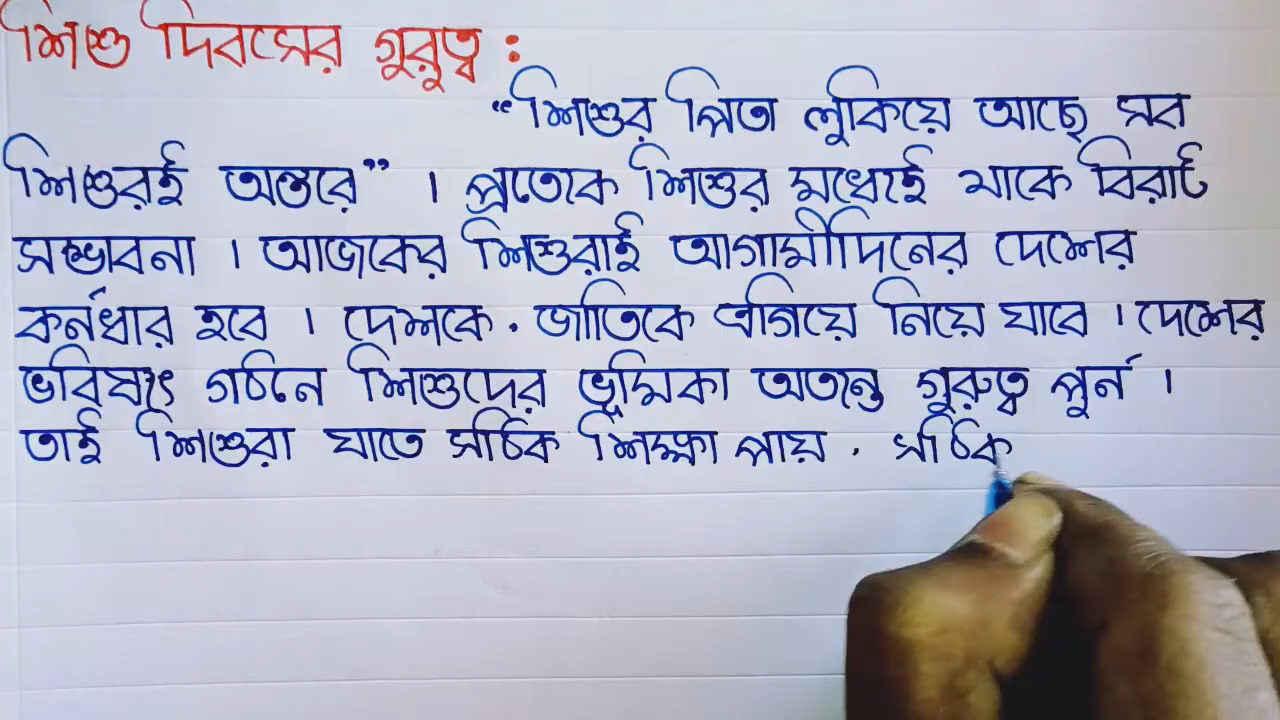 শিশু দিবসের গুরুত্ব :
“শিশুর পিতা লুকিয়ে আছে সব
শিশুরই অন্তরে” । প্রত্যেক শিশুর মধ্যেই থাকে বিরাট
সম্ভাবনা । আজকের শিশুরাই আগামীদিনের দেশের
কর্নধার হবে । দেশকে . জাতিকে এগিয়ে নিয়ে যাবে । দেশের
ভবিষ্যৎ গঠনে শিশুদের ভূমিকা অত্যন্ত গুরুত্ব পুর্ন ।
তাই শিশুরা যাতে সঠিক শিক্ষা পায় . সঠিক